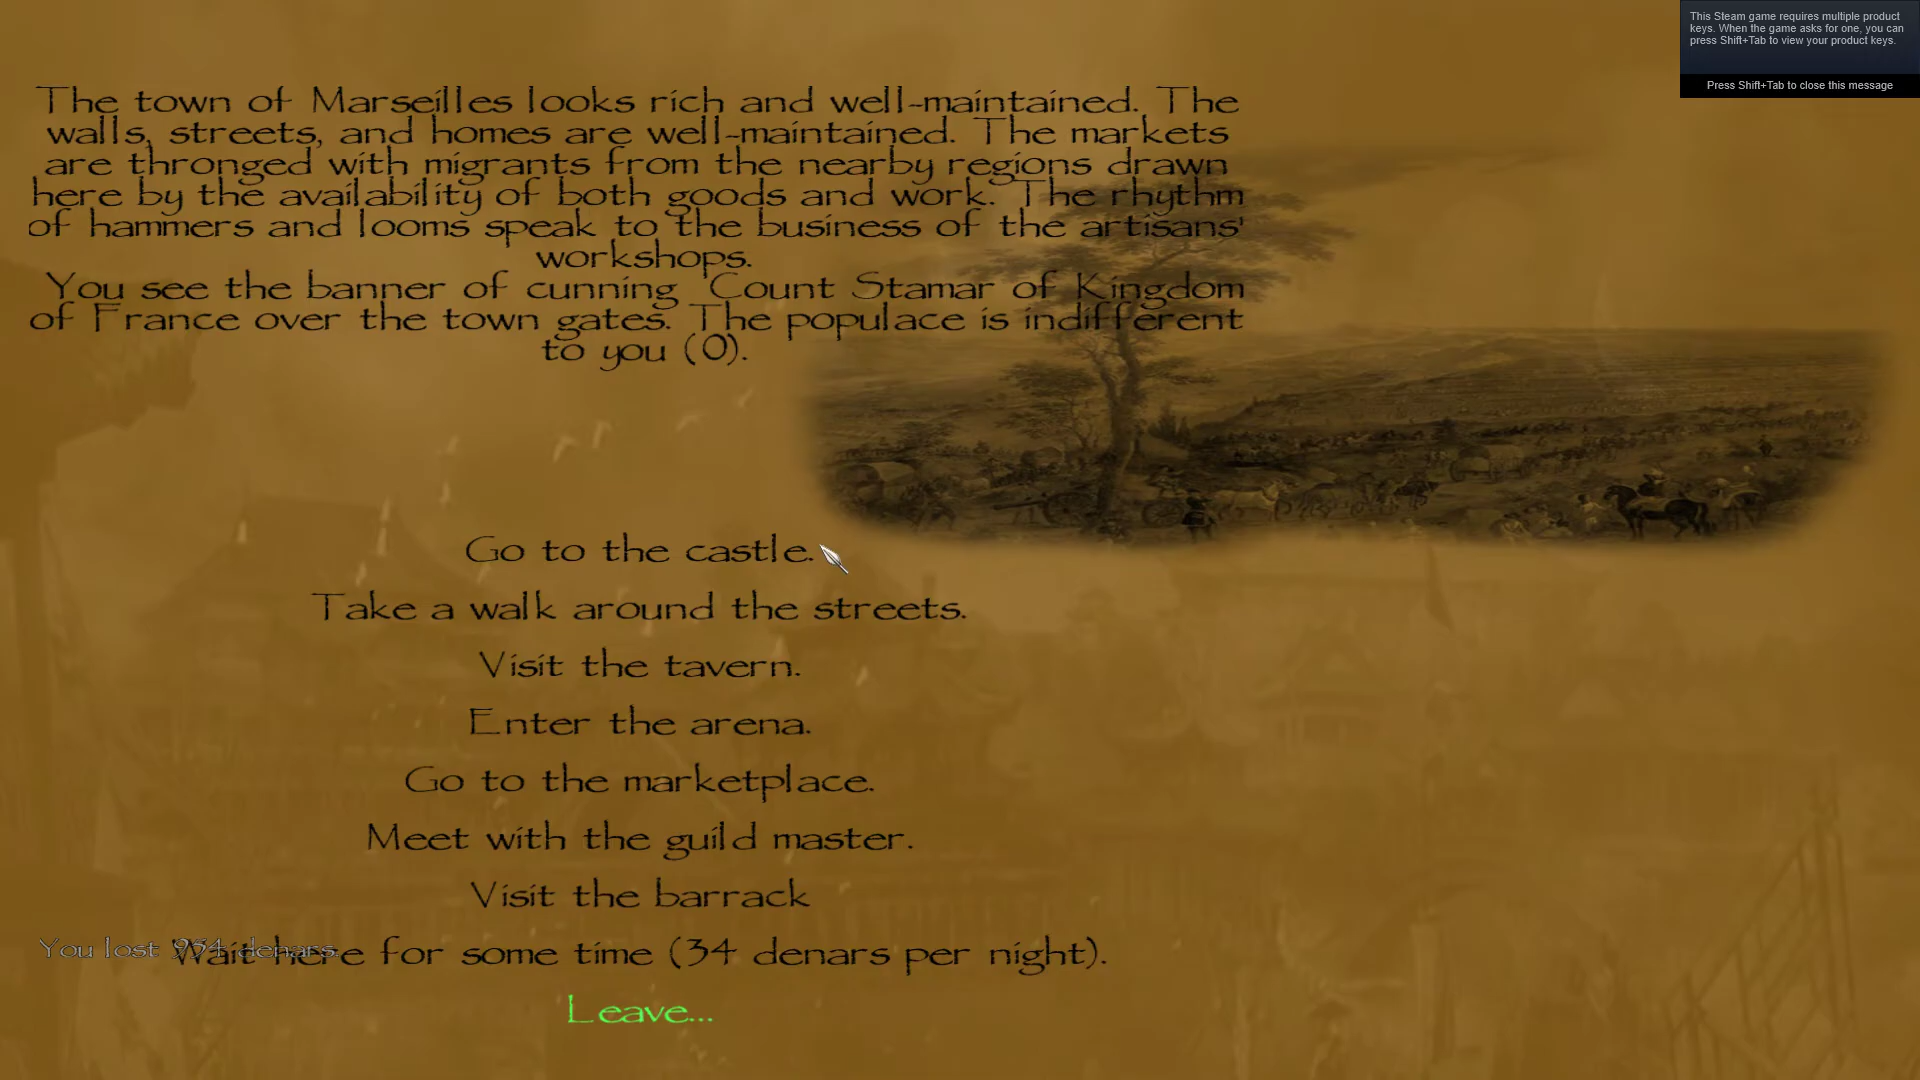 This Steam game requires multiple product
keys. When the game asks for one, you can
press Shift+Tab to view your product keys.
Press Shift+Tab to close this message
The town of Marseilles looks rich and well-maintained. The
walls, streets, and homes are well-maintained. The markets
are thronged with migrants from the nearby regions drawn
here by the availability of both goods and work. The rhythm
of hammers and looms speak to the business of the artisans'
workshops.
You see the banner of cunning Count Stamar of Kingdom
of France over the town gates. The populace is indifferent
to you (0).
Go to the castle.
Take a walk around the streets.
Visit the tavern.
Enter the arena.
Go to the marketplace.
Meet with the guild master.
Visit the barrack
You lost 954 denars.
Wait here for some time (34 denars per night).
Leave...